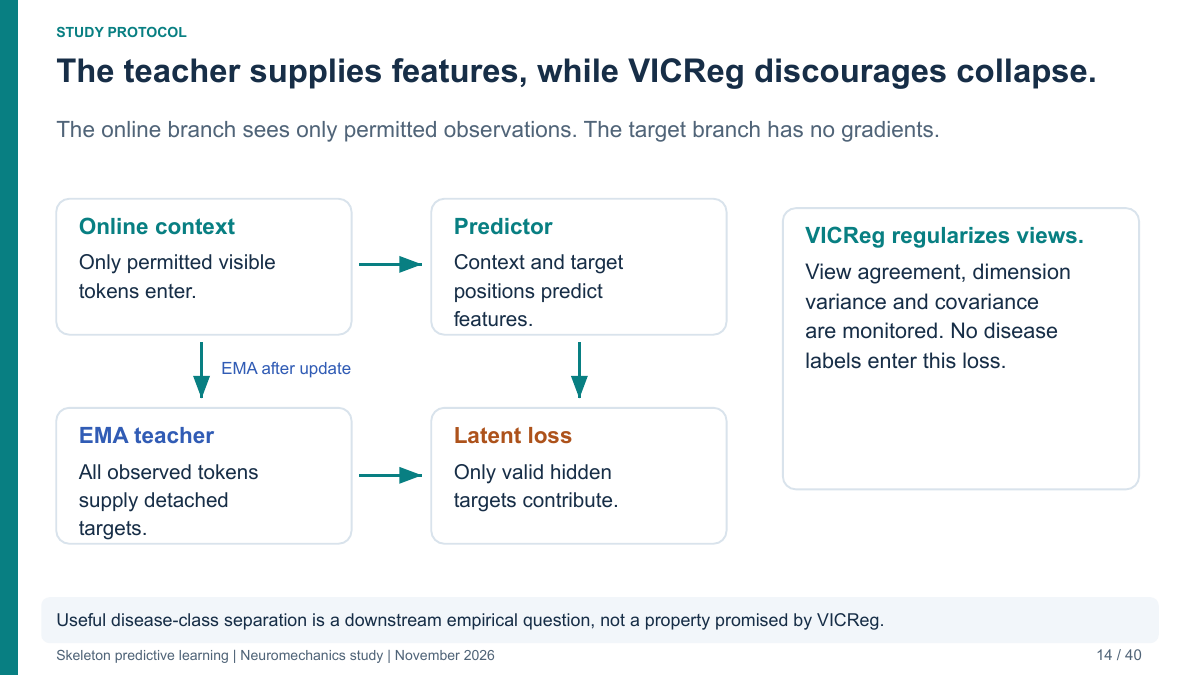 STUDY PROTOCOL
The teacher supplies features, while VICReg discourages collapse.
The online branch sees only permitted observations. The target branch has no gradients.
Online context
Only permitted visible
tokens enter.
Predictor
Context and target
positions predict
features.
VICReg regularizes views.
View agreement, dimension
variance and covariance
are monitored. No disease
labels enter this loss.
EMA after update
EMA teacher
All observed tokens
supply detached
targets.
Latent loss
Only valid hidden
targets contribute.
Useful disease-class separation is a downstream empirical question, not a property promised by VICReg.
Skeleton predictive learning | Neuromechanics study | November 2026
14 / 40